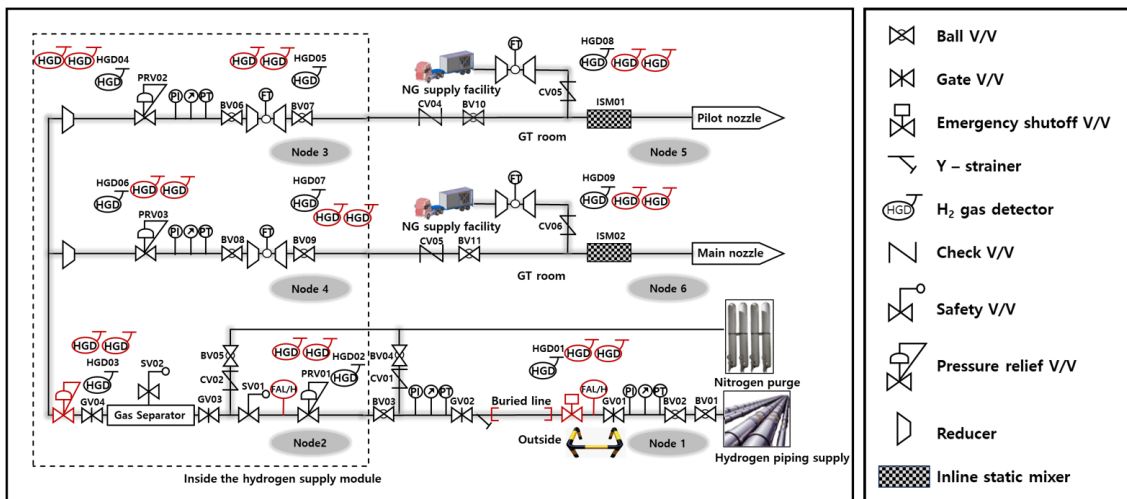 HGD HGD HGD04
HGD
PRV02
PI PT
BV06
FT
BV07
HGD HGD HGD05
HGD
Node 3
NG supply facility
FT
CV05
CV04
BV10
GT room
HGD08
HGD HGD HGD
ISM01
Pilot nozzle
Node 5
HGD06
HGD HGD HGD
PRV03
PI PT
BV08
FT
BV09
HGD07
HGD
HGD HGD
Node 4
NG supply facility
FT
CV06
CV05
BV11
GT room
HGD09
HGD HGD HGD
ISM02
Main nozzle
Node 6
HGD HGD
HGD03
HGD
SV02
GV04
Gas Separator
GV03
BV05
CV02
SV01
FAL/H
HGD HGD
HGD02
HGD
PRV01
Node2
BV04
CV01
BV03
PI PT
GV02
Buried line
HGD01
HGD HGD
HGD
FAL/H
GV01
PI PT
BV02
BV01
Outside
Node 1
Nitrogen purge
Hydrogen piping supply
Inside the hydrogen supply module
Ball V/V
Gate V/V
Emergency shutoff V/V
Y – strainer
HGD
H₂ gas detector
Check V/V
Safety V/V
Pressure relief V/V
Reducer
Inline static mixer